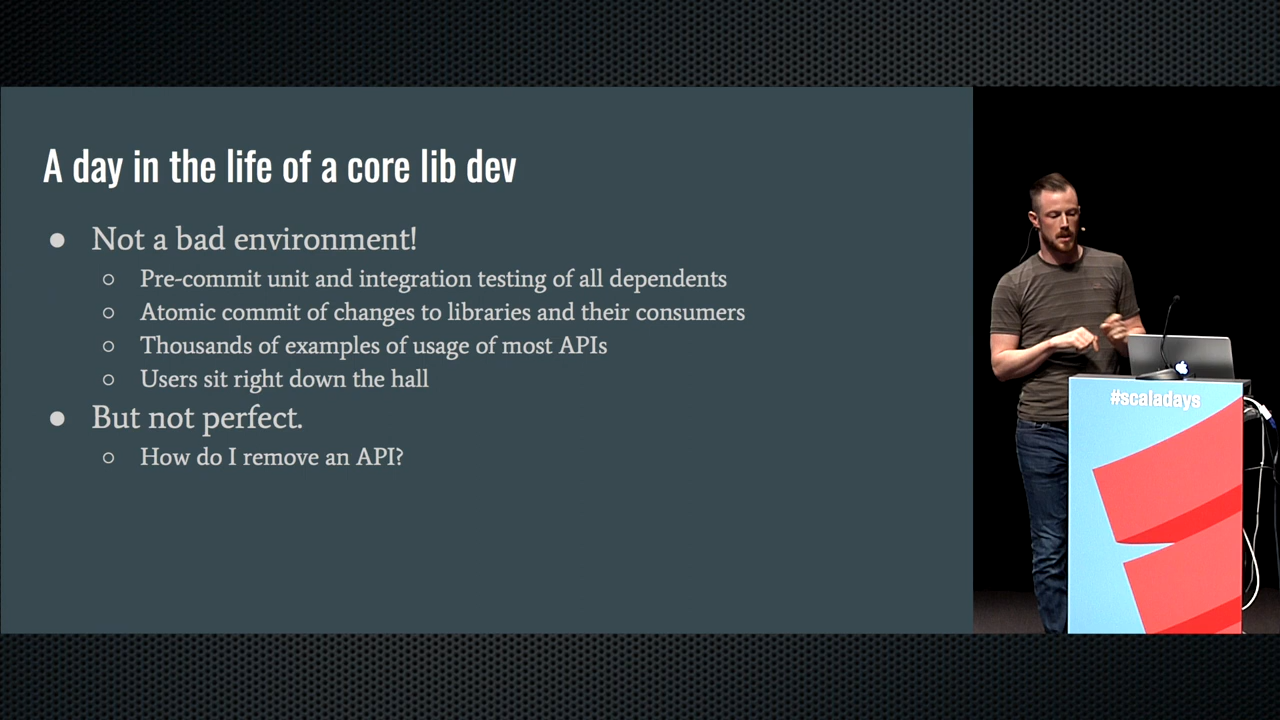 A day in the life of a core lib dev
● Not a bad environment!
○ Pre-commit unit and integration testing of all dependents
○ Atomic commit of changes to libraries and their consumers
○ Thousands of examples of usage of most APIs
○ Users sit right down the hall
● But not perfect.
○ How do I remove an API?
#scaladays